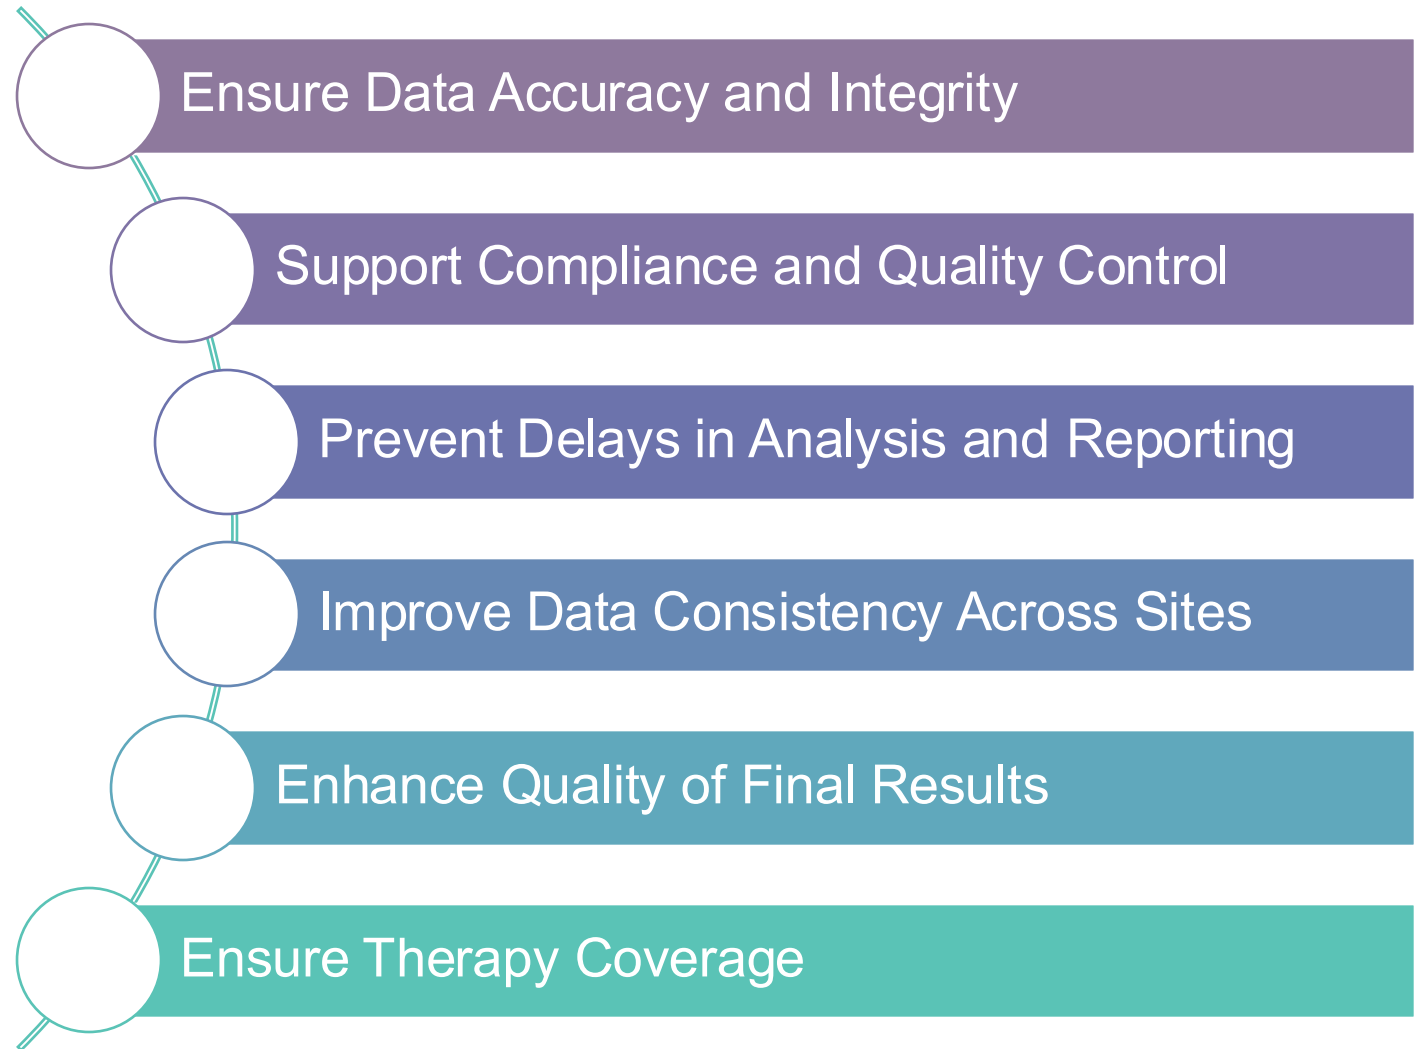 Ensure Data Accuracy and Integrity
Support Compliance and Quality Control
Prevent Delays in Analysis and Reporting
Improve Data Consistency Across Sites
Enhance Quality of Final Results
Ensure Therapy Coverage